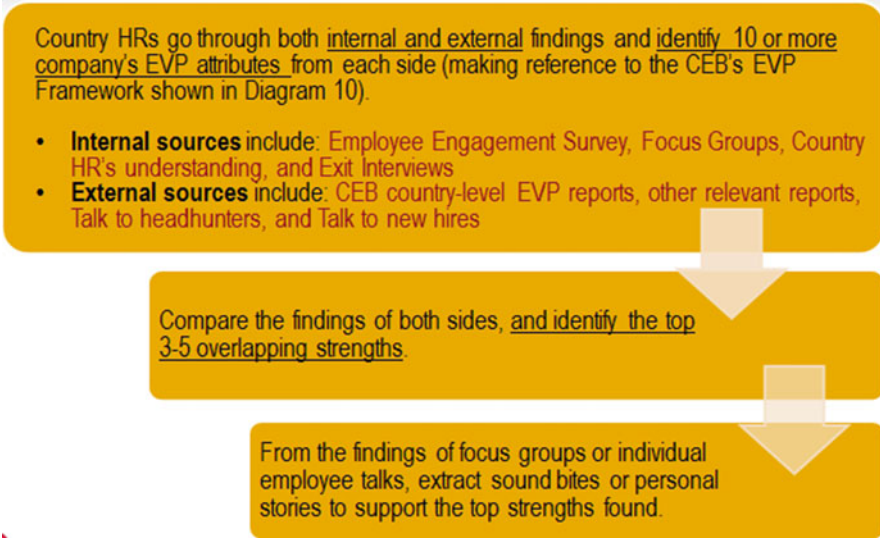 Country HRs go through both internal and external findings and identify 10 or more
company's EVP attributes from each side (making reference to the CEB's EVP
Framework shown in Diagram 10).
• Internal sources include: Employee Engagement Survey, Focus Groups, Country
HR's understanding, and Exit Interviews
• External sources include: CEB country-level EVP reports, other relevant reports,
Talk to headhunters, and Talk to new hires
Compare the findings of both sides, and identify the top
3-5 overlapping strengths.
From the findings of focus groups or individual
employee talks, extract sound bites or personal
stories to support the top strengths found.